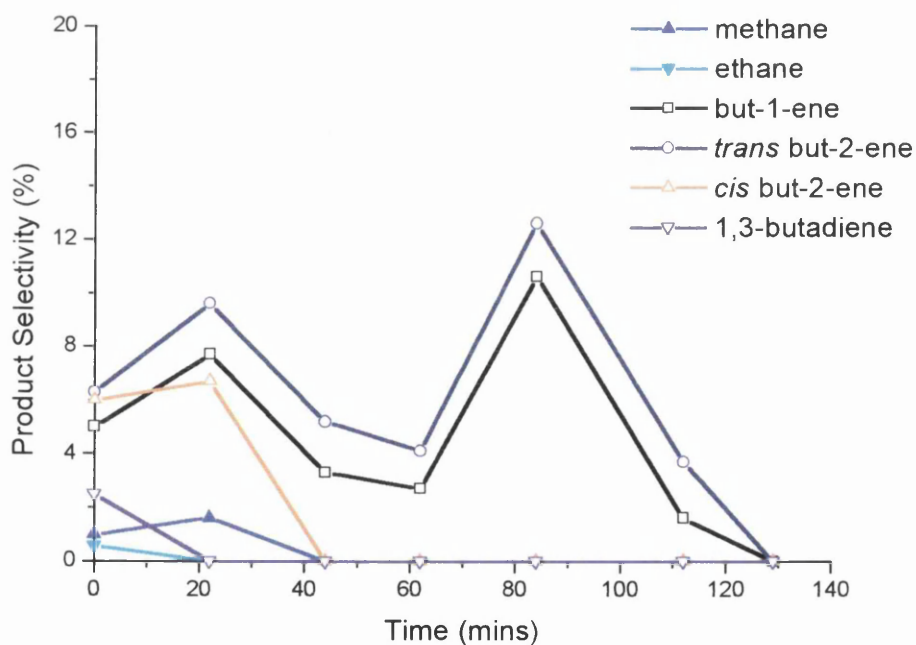 20
16
12
8
4
0
Product Selectivity (%)
methane
ethane
but-1-ene
trans but-2-ene
cis but-2-ene
1,3-butadiene
0 20 40 60 80 100 120 140
Time (mins)